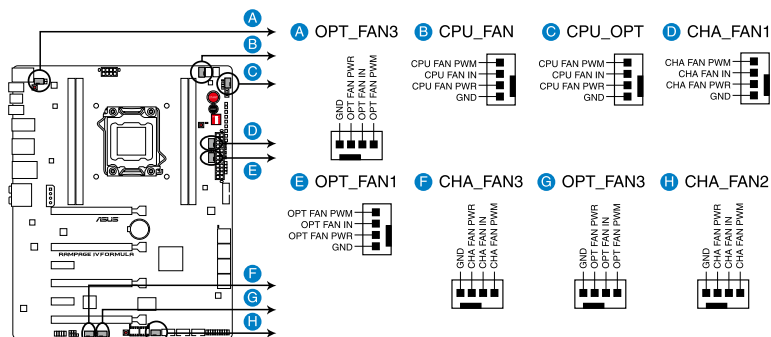 A
B
C
D
E
F
G
H
ASUS
RAMPAGE IV FORMULA
A OPT_FAN3
GND
OPT FAN PWR
OPT FAN IN
OPT FAN PWM
B CPU_FAN
CPU FAN PWM
CPU FAN IN
CPU FAN PWR
GND
C CPU_OPT
CPU FAN PWM
CPU FAN IN
CPU FAN PWR
GND
D CHA_FAN1
CHA FAN PWM
CHA FAN IN
CHA FAN PWR
GND
E OPT_FAN1
OPT FAN PWM
OPT FAN IN
OPT FAN PWR
GND
F CHA_FAN3
GND
CHA FAN PWR
CHA FAN IN
CHA FAN PWM
G OPT_FAN3
GND
OPT FAN PWR
OPT FAN IN
OPT FAN PWM
H CHA_FAN2
GND
CHA FAN PWR
CHA FAN IN
CHA FAN PWM